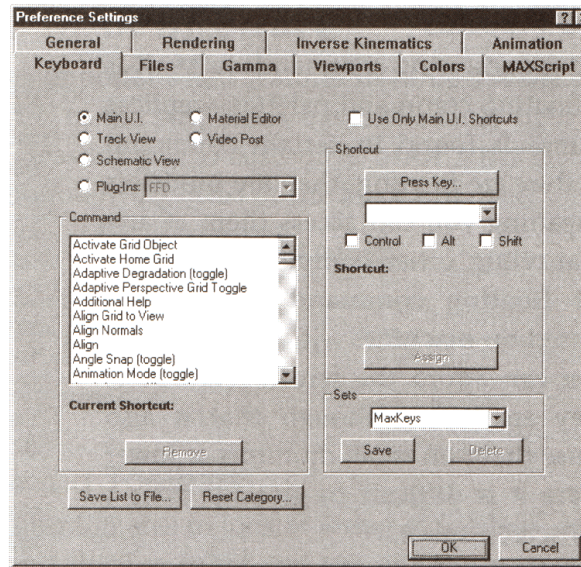 Preference Settings
General Rendering Inverse Kinematics Animation
Keyboard Files Gamma Viewports Colors MAXScript
Main U.I. Material Editor
Track View Video Post
Schematic View
Plug-Ins: FFD
Use Only Main U.I. Shortcuts
Command
Activate Grid Object
Activate Home Grid
Adaptive Degradation (toggle)
Adaptive Perspective Grid Toggle
Additional Help
Align Grid to View
Align Normals
Align
Angle Snap (toggle)
Animation Mode (toggle)
Current Shortcut:
Remove
Shortcut
Press Key...
Control Alt Shift
Shortcut:
Assign
Sets
MaxKeys
Save Delete
Save List to File... Reset Category...
OK Cancel